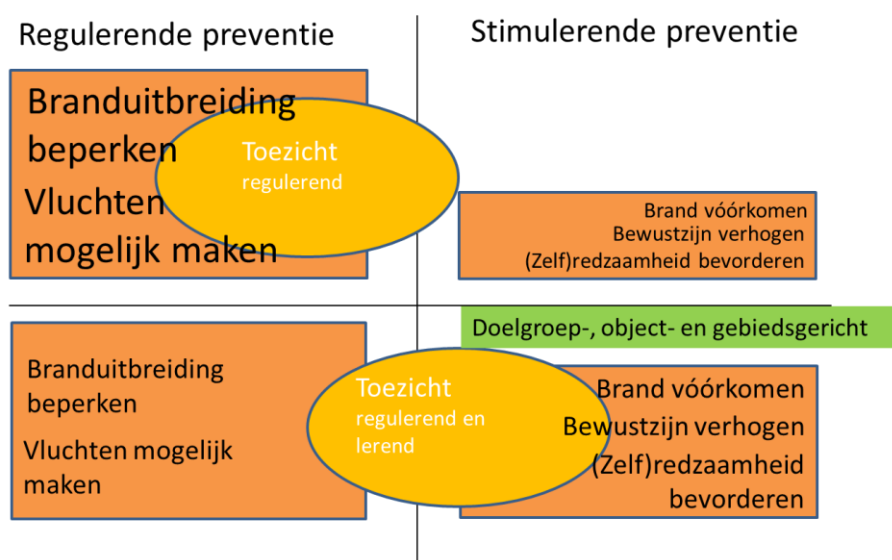 Regulerende preventie
Stimulerende preventie
Branduitbreiding
beperken
Vluchten
mogelijk maken
Toezicht
regulerend
Brand vóórkomen
Bewustzijn verhogen
(Zelf)redzaamheid bevorderen
Doelgroep-, object- en gebiedsgericht
Branduitbreiding
beperken
Vluchten mogelijk
maken
Toezicht
regulerend en
lerend
Brand vóórkomen
Bewustzijn verhogen
(Zelf)redzaamheid
bevorderen